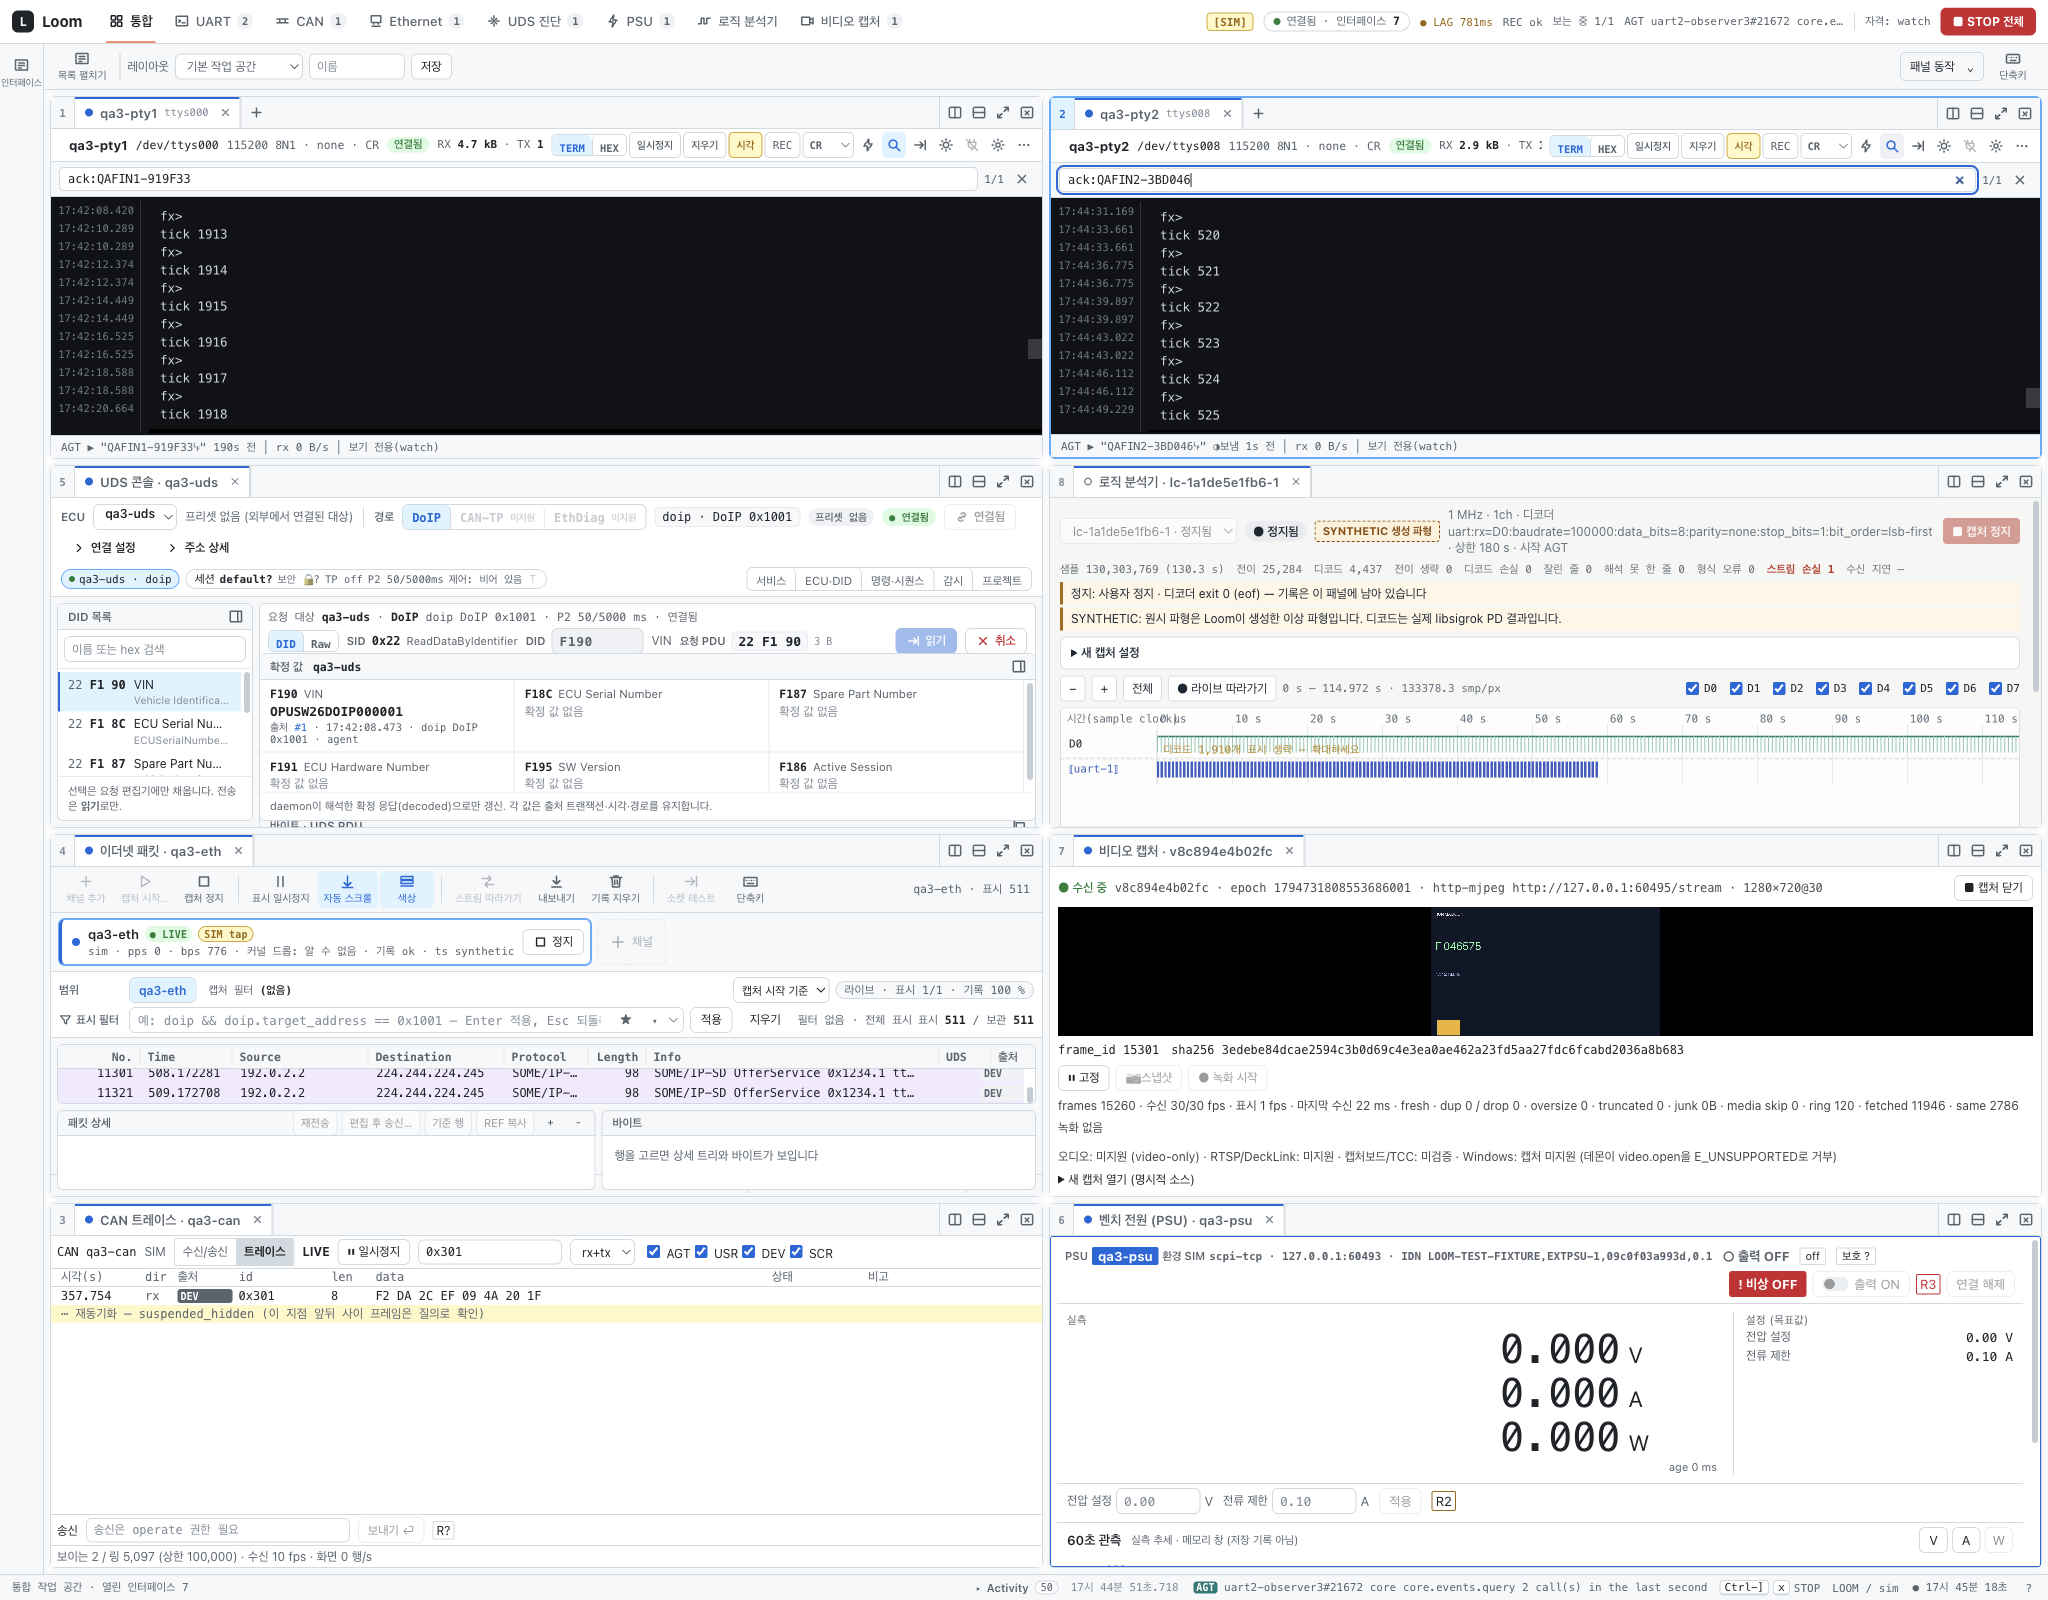 L Loom 통합 UART 2 CAN 1 Ethernet 1 UDS 진단 1 PSU 1 로직 분석기 비디오 캡처 1 [SIM] 연결됨 · 인터페이스 7 LAG 781ms REC ok 보는 중 1/1 AGT uart2-observer3#21672 core.e… 자격: watch STOP 전체
인터페이스 목록 펼치기 레이아웃 기본 작업 공간 이름 저장 패널 동작 단축키
1 qa3-pty1 ttys000
qa3-pty1 /dev/ttys000 115200 8N1 · none · CR 연결됨 RX 4.7 kB · TX 1 TERM HEX 일시정지 지우기 시각 REC CR
ack:QAFIN1-919F33 1/1
17:42:08.420 fx>
17:42:10.289 tick 1913
17:42:10.289 fx>
17:42:12.374 tick 1914
17:42:12.374 fx>
17:42:14.449 tick 1915
17:42:14.449 fx>
17:42:16.525 tick 1916
17:42:16.525 fx>
17:42:18.588 tick 1917
17:42:18.588 fx>
17:42:20.664 tick 1918
AGT ▶ "QAFIN1-919F33↵" 190s 전 │ rx 0 B/s │ 보기 전용(watch)
2 qa3-pty2 ttys008
qa3-pty2 /dev/ttys008 115200 8N1 · none · CR 연결됨 RX 2.9 kB · TX TERM HEX 일시정지 지우기 시각 REC CR
ack:QAFIN2-3BD046 1/1
17:44:31.169 fx>
17:44:33.661 tick 520
17:44:33.661 fx>
17:44:36.775 tick 521
17:44:36.775 fx>
17:44:39.897 tick 522
17:44:39.897 fx>
17:44:43.022 tick 523
17:44:43.022 fx>
17:44:46.112 tick 524
17:44:46.112 fx>
17:44:49.229 tick 525
AGT ▶ "QAFIN2-3BD046↵" ◑보냄 1s 전 │ rx 0 B/s │ 보기 전용(watch)
5 UDS 콘솔 · qa3-uds
ECU qa3-uds 프리셋 없음 (외부에서 연결된 대상) 경로 DoIP CAN-TP 미지원 EthDiag 미지원 doip · DoIP 0x1001 프리셋 없음 연결됨 연결됨
연결 설정 주소 상세
qa3-uds · doip 세션 default? 보안 🔒? TP off P2 50/5000ms 제어: 비어 있음 T 서비스 ECU·DID 명령·시퀀스 감시 프로젝트
DID 목록
이름 또는 hex 검색
22 F1 90 VIN
Vehicle Identifica…
22 F1 8C ECU Serial Nu…
ECUSerialNumbe…
22 F1 87 Spare Part Nu…
선택은 요청 편집기에만 채웁니다. 전송은 읽기로만.
요청 대상 qa3-uds · DoIP doip DoIP 0x1001 · P2 50/5000 ms · 연결됨
DID Raw SID 0x22 ReadDataByIdentifier DID F190 VIN 요청 PDU 22 F1 90 3 B 읽기 취소
확정 값 qa3-uds
F190 VIN
OPUSW26DOIP000001
출처 #1 · 17:42:08.473 · doip DoIP 0x1001 · agent
F18C ECU Serial Number
확정 값 없음
F187 Spare Part Number
확정 값 없음
F191 ECU Hardware Number
확정 값 없음
F195 SW Version
확정 값 없음
F186 Active Session
확정 값 없음
daemon이 해석한 확정 응답(decoded)으로만 갱신. 각 값은 출처 트랜잭션·시각·경로를 유지합니다.
바이트 · UDS PDU
8 로직 분석기 · lc-1a1de5e1fb6-1
lc-1a1de5e1fb6-1 · 정지됨 정지됨 SYNTHETIC 생성 파형
1 MHz · 1ch · 디코더
uart:rx=D0:baudrate=100000:data_bits=8:parity=none:stop_bits=1:bit_order=lsb-first
· 상한 180 s · 시작 AGT
캡처 정지
샘플 130,303,769 (130.3 s) 전이 25,284 디코드 4,437 전이 생략 0 디코드 손실 0 잘린 줄 0 해석 못 한 줄 0 형식 오류 0 스트림 손실 1 수신 지연 —
정지: 사용자 정지 · 디코더 exit 0 (eof) — 기록은 이 패널에 남아 있습니다
SYNTHETIC: 원시 파형은 Loom이 생성한 이상 파형입니다. 디코드는 실제 libsigrok PD 결과입니다.
▶ 새 캡처 설정
− + 전체 라이브 따라가기 0 s — 114.972 s · 133378.3 smp/px D0 D1 D2 D3 D4 D5 D6 D7
시간(sample clock) 0 µs 10 s 20 s 30 s 40 s 50 s 60 s 70 s 80 s 90 s 100 s 110 s
D0 디코드 1,910개 표시 생략 — 확대하세요
⟦uart-1⟧
4 이더넷 패킷 · qa3-eth
채널 추가 캡처 시작… 캡처 정지 표시 일시정지 자동 스크롤 색상 스트림 따라가기 내보내기 기록 지우기 소켓 테스트 단축키 qa3-eth · 표시 511
qa3-eth LIVE SIM tap
sim · pps 0 · bps 776 · 커널 드롭: 알 수 없음 · 기록 ok · ts synthetic 정지 + 채널
범위 qa3-eth 캡처 필터 (없음) 캡처 시작 기준 라이브 · 표시 1/1 · 기록 100 %
표시 필터 예: doip && doip.target_address == 0x1001 — Enter 적용, Esc 되돌 적용 지우기 필터 없음 · 전체 표시 표시 511 / 보관 511
No. Time Source Destination Protocol Length Info UDS 출처
11301 508.172281 192.0.2.2 224.244.224.245 SOME/IP-… 98 SOME/IP-SD OfferService 0x1234.1 tt… DEV
11321 509.172708 192.0.2.2 224.244.224.245 SOME/IP-… 98 SOME/IP-SD OfferService 0x1234.1 tt… DEV
패킷 상세 재전송 편집 후 송신… 기준 행 REF 복사 + -
바이트
행을 고르면 상세 트리와 바이트가 보입니다
7 비디오 캡처 · v8c894e4b02fc
수신 중 v8c894e4b02fc · epoch 1794731808553686001 · http-mjpeg http://127.0.0.1:60495/stream · 1280×720@30 캡처 닫기
046575
frame_id 15301 sha256 3edebe84dcae2594c3b0d69c4e3ea0ae462a23fd5aa27fdc6fcabd2036a8b683
고정 스냅샷 녹화 시작
frames 15260 · 수신 30/30 fps · 표시 1 fps · 마지막 수신 22 ms · fresh · dup 0 / drop 0 · oversize 0 · truncated 0 · junk 0B · media skip 0 · ring 120 · fetched 11946 · same 2786
녹화 없음
오디오: 미지원 (video-only) · RTSP/DeckLink: 미지원 · 캡처보드/TCC: 미검증 · Windows: 캡처 미지원 (데몬이 video.open을 E_UNSUPPORTED로 거부)
▶ 새 캡처 열기 (명시적 소스)
3 CAN 트레이스 · qa3-can
CAN qa3-can SIM 수신/송신 트레이스 LIVE 일시정지 0x301 rx+tx AGT USR DEV SCR
시각(s) dir 출처 id len data 상태 비고
357.754 rx DEV 0x301 8 F2 DA 2C EF 09 4A 20 1F
⋯ 재동기화 — suspended_hidden (이 지점 앞뒤 사이 프레임은 질의로 확인)
송신 송신은 operate 권한 필요 보내기 R?
보이는 2 / 링 5,097 (상한 100,000) · 수신 10 fps · 화면 0 행/s
6 벤치 전원 (PSU) · qa3-psu
PSU qa3-psu 환경 SIM scpi-tcp · 127.0.0.1:60493 · IDN LOOM-TEST-FIXTURE,EXTPSU-1,09c0f03a993d,0.1 출력 OFF off 보호 ?
! 비상 OFF 출력 ON R3 연결 해제
실측
0.000 V
0.000 A
0.000 W
age 0 ms
설정 (목표값)
전압 설정 0.00 V
전류 제한 0.10 A
전압 설정 0.00 V 전류 제한 0.10 A 적용 R2
60초 관측 실측 추세 · 메모리 창 (저장 기록 아님) V A W
통합 작업 공간 · 열린 인터페이스 7 Activity 50 17시 44분 51초.718 AGT uart2-observer3#21672 core core.events.query 2 call(s) in the last second Ctrl-] x STOP LOOM / sim 17시 45분 18초 ?